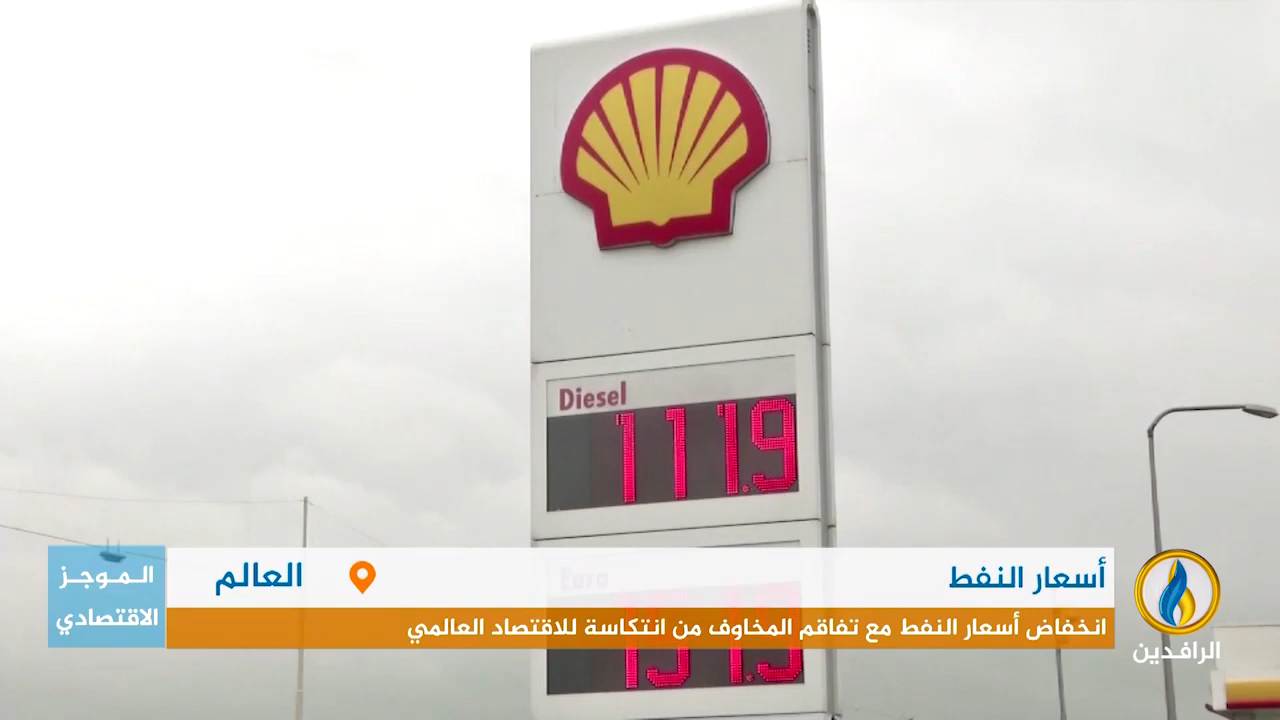 Diesel
111.9
Euro
131.9
أسعار النفط
العالم
انخفاض أسعار النفط مع تفاقم المخاوف من انتكاسة للاقتصاد العالمي
الـموجـز
الاقتصادي
الرافدين